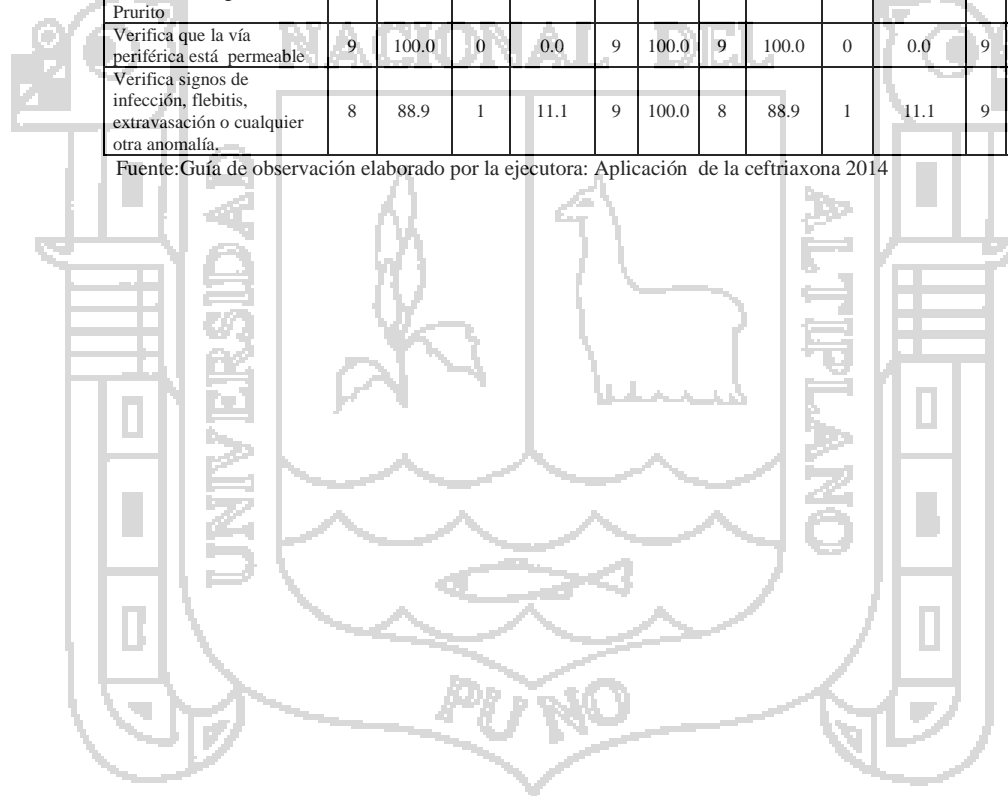 Prurito
Verifica que la vía
periférica está permeable 9 100.0 0 0.0 9 100.0 9 100.0 0 0.0 9
Verifica signos de
infección, flebitis,
extravasación o cualquier
otra anomalía. 8 88.9 1 11.1 9 100.0 8 88.9 1 11.1 9
Fuente:Guía de observación elaborado por la ejecutora: Aplicación de la ceftriaxona 2014
UNIVERSIDAD
NACIONAL DEL
ALTIPLANO
PUNO